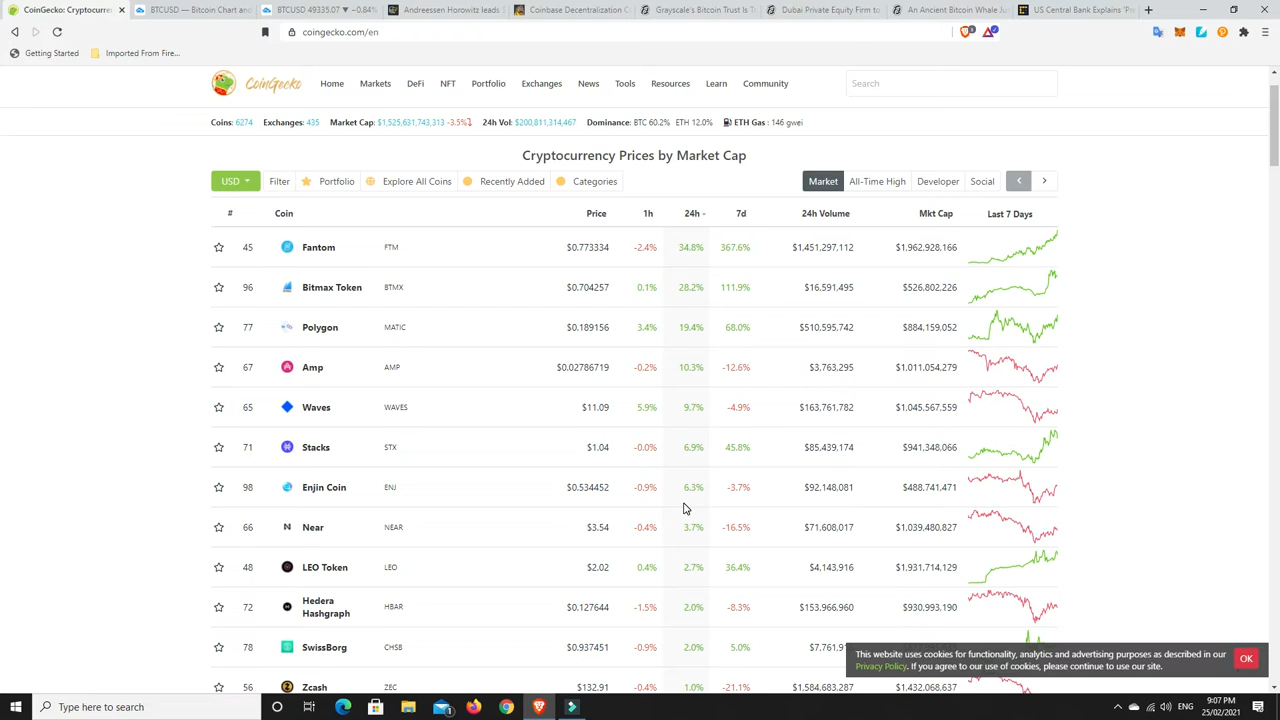 CoinGecko: Cryptocurrency Prices
BTCUSD — Bitcoin Chart and
BTCUSD 49335.07 ▼ −0.84%
Andreessen Horowitz leads
Coinbase Decentralization C
Grayscale's Bitcoin Trust Is T
Dubai Private Equity Firm to
An Ancient Bitcoin Whale Jus
US Central Bank Explains "Pe
coingecko.com/en
Getting Started
Imported From Fire...
CoinGecko
Home
Markets
DeFi
NFT
Portfolio
Exchanges
News
Tools
Resources
Learn
Community
Search
Coins: 6274
Exchanges: 435
Market Cap: $1,525,631,743,313 -3.5%
24h Vol: $200,811,314,467
Dominance: BTC 60.2% ETH 12.0%
ETH Gas: 146 gwei
Cryptocurrency Prices by Market Cap
USD
Filter
Portfolio
Explore All Coins
Recently Added
Categories
Market
All-Time High
Developer
Social
# Coin Price 1h 24h 7d 24h Volume Mkt Cap Last 7 Days
45 Fantom FTM $0.773334 -2.4% 34.8% 367.6% $1,451,297,112 $1,962,928,166
96 Bitmax Token BTMX $0.704257 0.1% 28.2% 111.9% $16,591,495 $526,802,226
77 Polygon MATIC $0.189156 3.4% 19.4% 68.0% $510,595,742 $884,159,052
67 Amp AMP $0.02786719 -0.2% 10.3% -12.6% $3,763,295 $1,011,054,279
65 Waves WAVES $11.09 5.9% 9.7% -4.9% $163,761,782 $1,045,567,559
71 Stacks STX $1.04 -0.0% 6.9% 45.8% $85,439,174 $941,348,066
98 Enjin Coin ENJ $0.534452 -0.9% 6.3% -3.7% $92,148,081 $488,741,471
66 Near NEAR $3.54 -0.4% 3.7% -16.5% $71,608,017 $1,039,480,827
48 LEO Token LEO $2.02 0.4% 2.7% 36.4% $4,143,916 $1,931,714,129
72 Hedera Hashgraph HBAR $0.127644 -1.5% 2.0% -8.3% $153,966,960 $930,993,190
78 SwissBorg CHSB $0.937451 -0.9% 2.0% 5.0% $7,761,9
56 Zcash ZEC $132.91 -0.4% 1.0% -21.1% $1,584,683,287 $1,432,068,637
This website uses cookies for functionality, analytics and advertising purposes as described in our
Privacy Policy. If you agree to our use of cookies, please continue to use our site.
OK
Type here to search
ENG
9:07 PM
25/02/2021